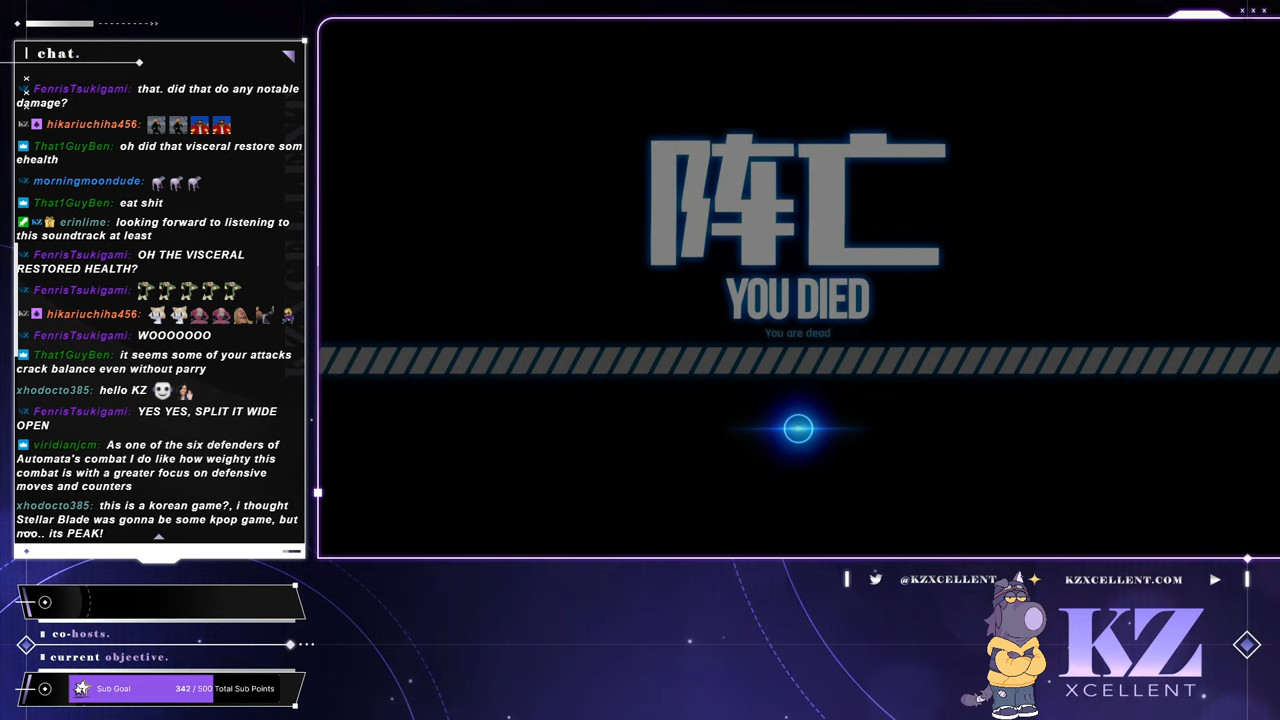 chat.
FenrisTsukigami: that. did that do any notable
damage?
KZ hikariuchiha456:
That1GuyBen: oh did that visceral restore som
ehealth
morningmoondude:
That1GuyBen: eat shit
KZ erinlime: looking forward to listening to
this soundtrack at least
FenrisTsukigami: OH THE VISCERAL
RESTORED HEALTH?
FenrisTsukigami:
KZ hikariuchiha456:
FenrisTsukigami: WOOOOOOO
That1GuyBen: it seems some of your attacks
crack balance even without parry
xhodocto385: hello KZ
FenrisTsukigami: YES YES, SPLIT IT WIDE
OPEN
viridianjcm: As one of the six defenders of
Automata's combat I do like how weighty this
combat is with a greater focus on defensive
moves and counters
xhodocto385: this is a korean game?, i thought
Stellar Blade was gonna be some kpop game, but
noo.. its PEAK!
co-hosts.
current objective.
Sub Goal 342 / 500 Total Sub Points
阵亡
YOU DIED
You are dead
@KZXCELLENT
KZXCELLENT.COM
KZ
XCELLENT